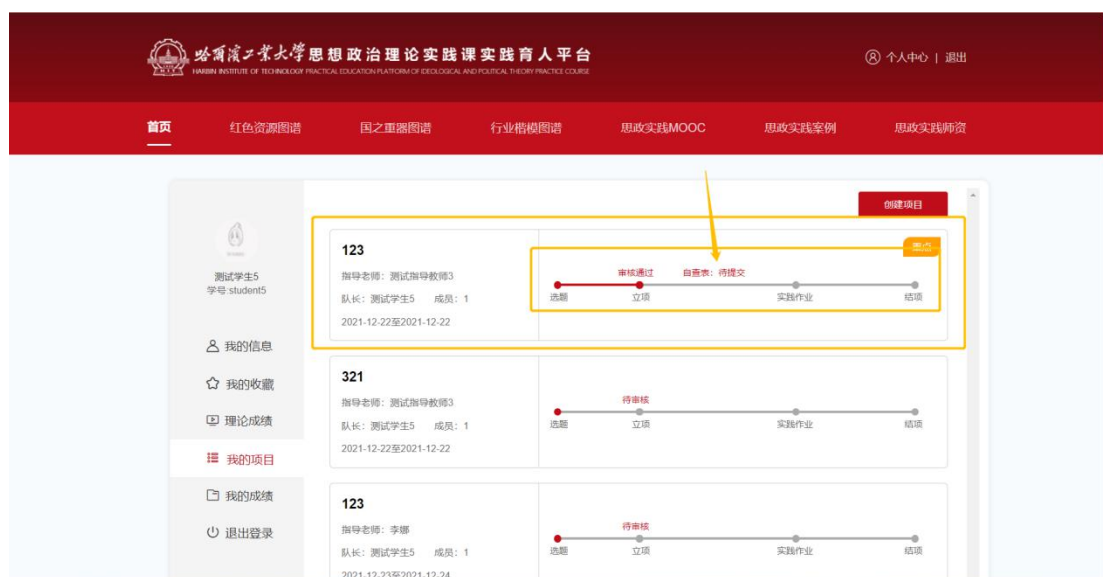 哈爾濱工業大學思想政治理论实践课实践育人平台
HARBIN INSTITUTE OF TECHNOLOGY PRACTICAL EDUCATION PLATFORM OF IDEOLOGICAL AND POLITICAL THEORY PRACTICE COURSE
个人中心 | 退出
首页 红色资源图谱 国之重器图谱 行业楷模图谱 思政实践MOOC 思政实践案例 思政实践师资
创建项目
测试学生5
学号:student5
我的信息
我的收藏
理论成绩
我的项目
我的成绩
退出登录
123
重点
指导老师：测试指导教师3
队长：测试学生5 成员：1
2021-12-22至2021-12-22
审核通过 自查表：待提交
选题 立项 实践作业 结项
321
指导老师：测试指导教师3
队长：测试学生5 成员：1
2021-12-22至2021-12-22
待审核
选题 立项 实践作业 结项
123
指导老师：李娜
队长：测试学生5 成员：1
2021-12-23至2021-12-24
待审核
选题 立项 实践作业 结项